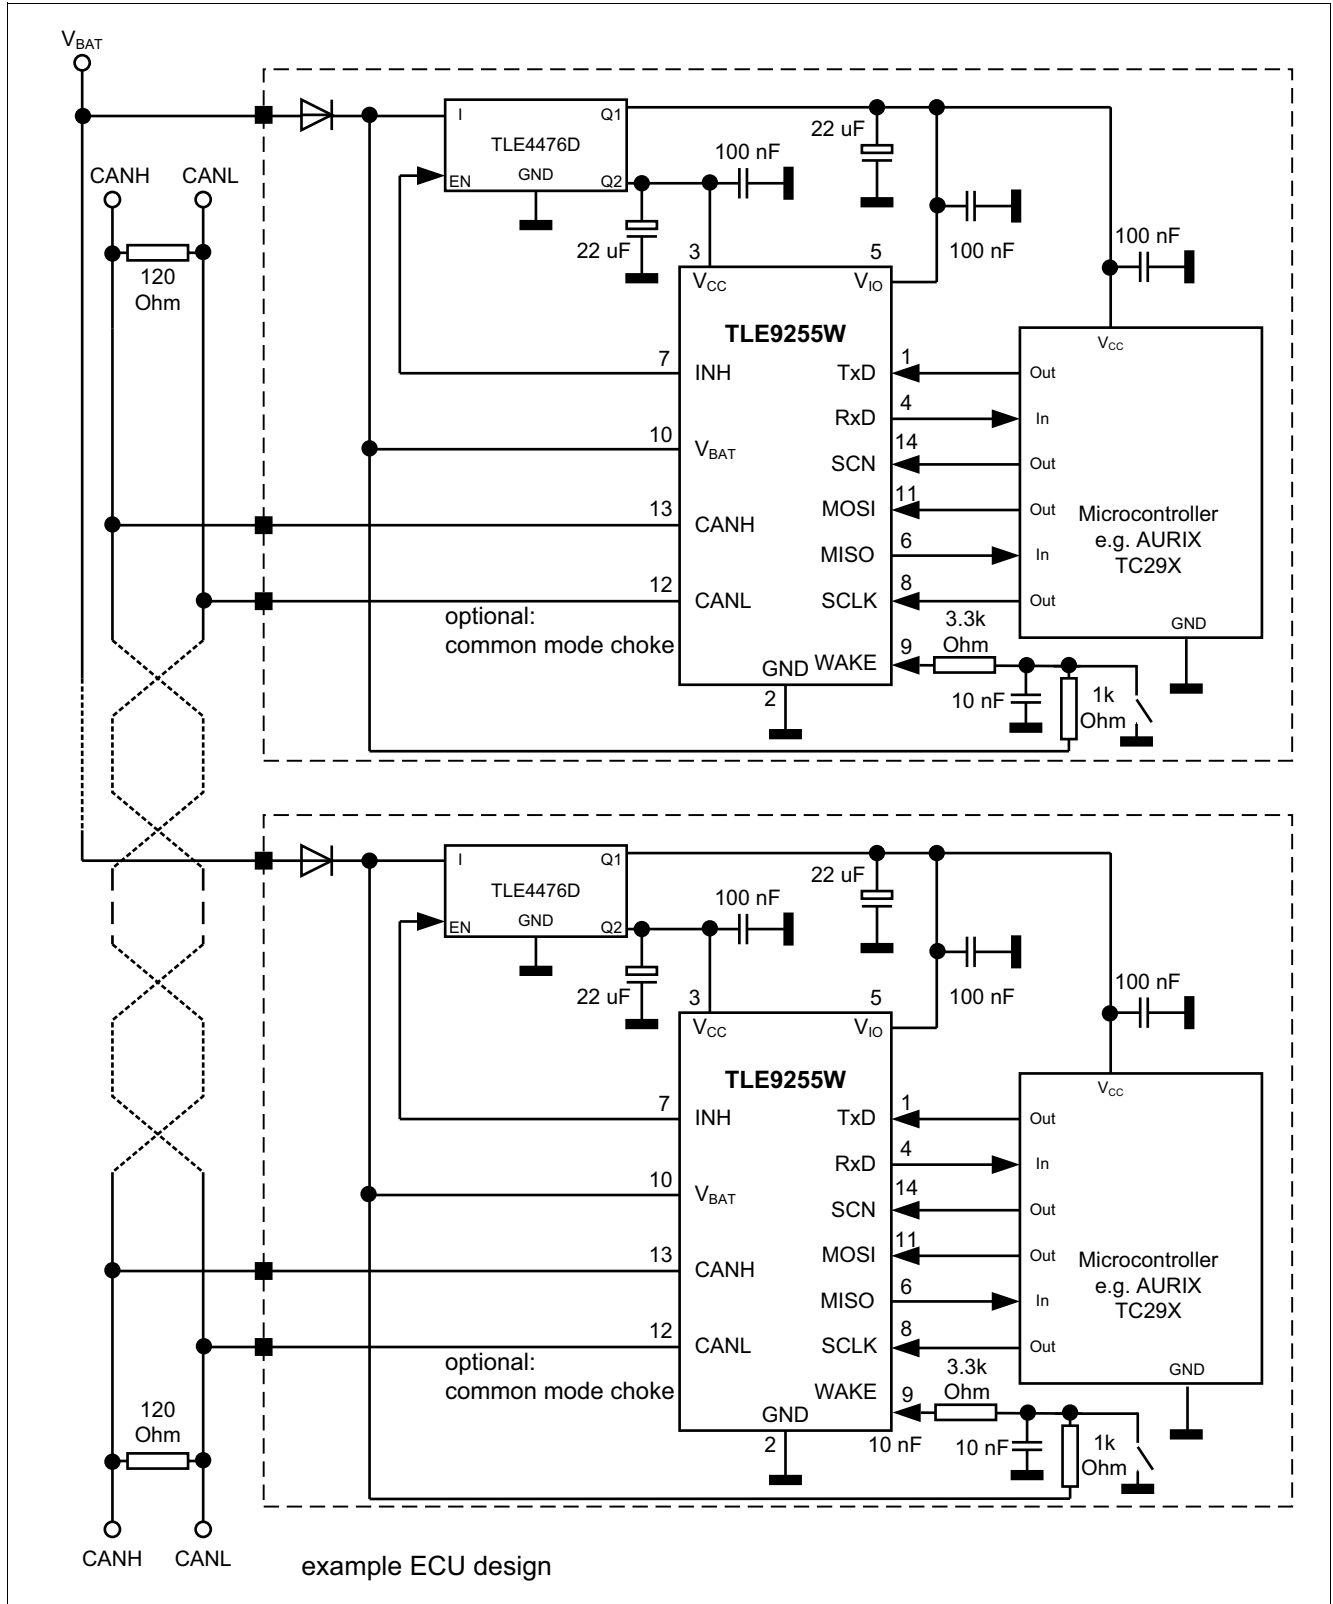 VBAT
CANH CANL
120
Ohm
I Q1
TLE4476D
EN GND Q2
22 uF
100 nF
22 uF
100 nF
100 nF
3 5
VCC VIO
TLE9255W
7 INH TxD 1
RxD 4
10 VBAT SCN 14
13 CANH MOSI 11
MISO 6
12 CANL SCLK 8
optional:
common mode choke
GND WAKE 9
2
3.3k
Ohm
10 nF
1k
Ohm
VCC
Out
In
Out
Out
In
Out
Microcontroller
e.g. AURIX
TC29X
GND
I Q1
TLE4476D
EN GND Q2
22 uF
100 nF
22 uF
100 nF
100 nF
3 5
VCC VIO
TLE9255W
7 INH TxD 1
RxD 4
10 VBAT SCN 14
13 CANH MOSI 11
MISO 6
12 CANL SCLK 8
optional:
common mode choke
WAKE 9
GND
2
10 nF
3.3k
Ohm
10 nF
1k
Ohm
VCC
Out
In
Out
Out
In
Out
Microcontroller
e.g. AURIX
TC29X
GND
120
Ohm
CANH CANL
example ECU design